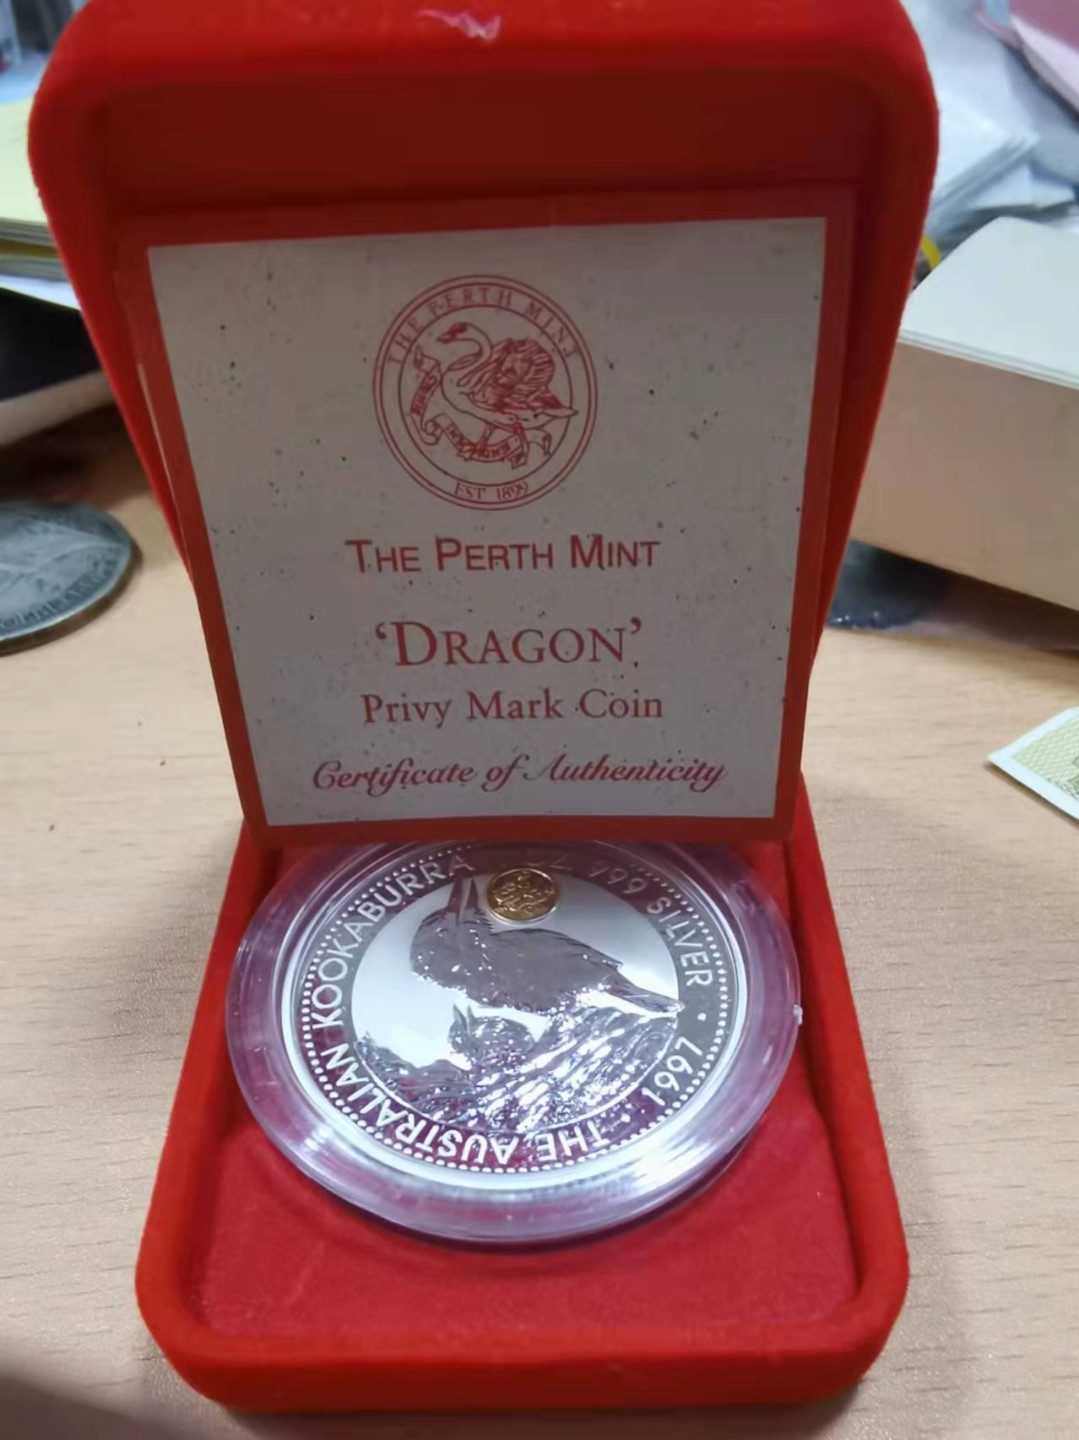 THE PERTH MINT
EST 1899
THE PERTH MINT
'DRAGON'
Privy Mark Coin
Certificate of Authenticity
THE AUSTRALIAN KOOKABURRA OZ 999 SILVER • 1997 •